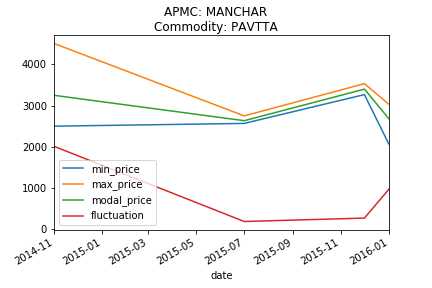 APMC: MANCHAR
Commodity: PAVTTA
4000
3000
2000
1000
0
min_price
max_price
modal_price
fluctuation
2014-11
2015-01
2015-03
2015-05
2015-07
2015-09
2015-11
2016-01
date